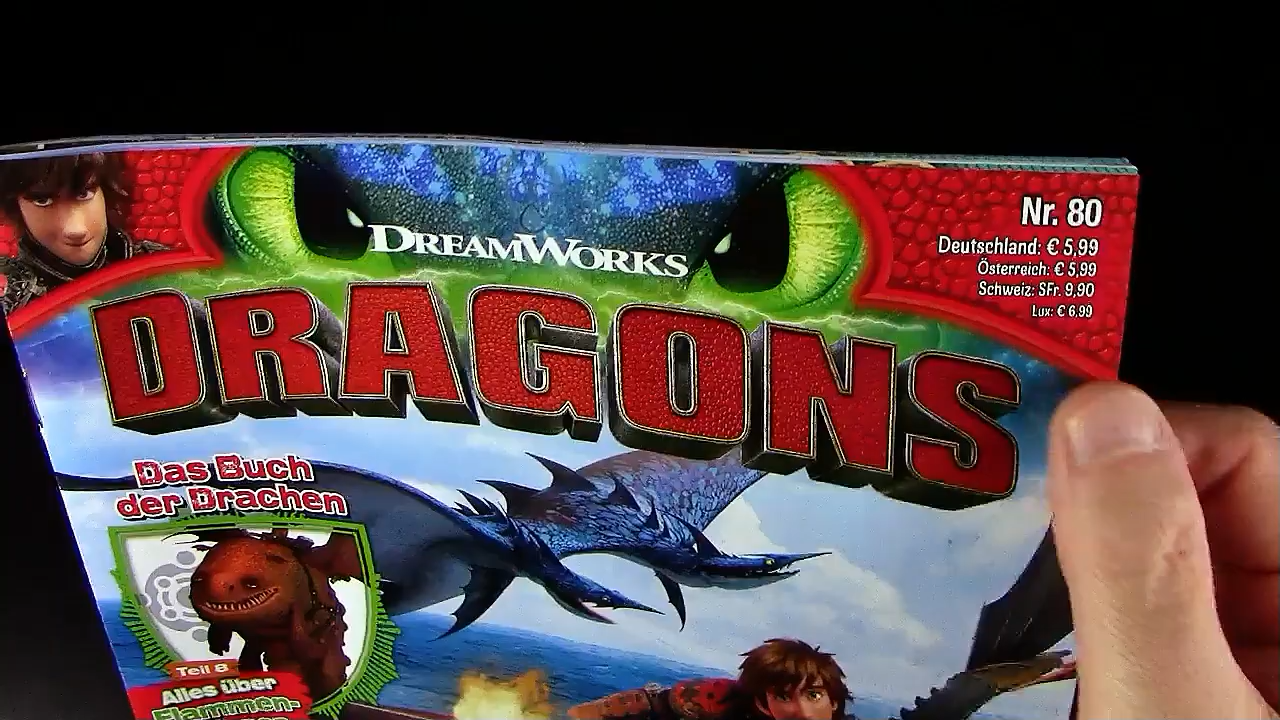 Nr. 80
Deutschland: € 5,99
Österreich: € 5,99
Schweiz: SFr. 9,90
Lux: € 6,99
DREAMWORKS
DRAGONS
Das Buch
der Drachen
Teil 8
Alles über
Flammen-